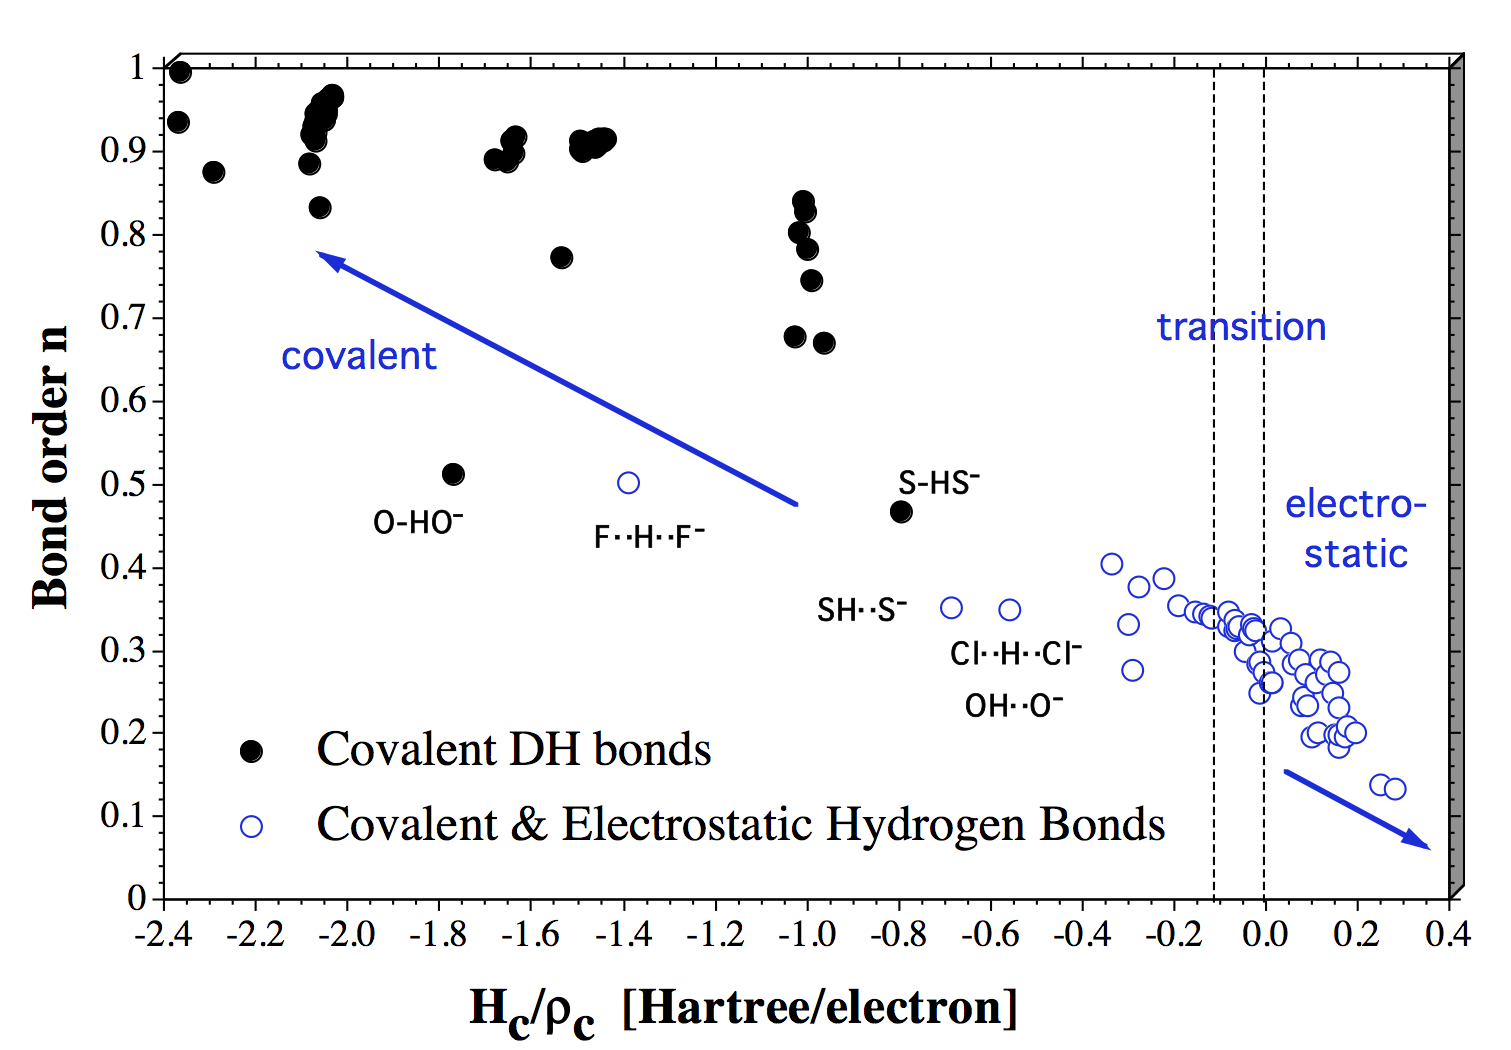 1
0.9
0.8
0.7
0.6
0.5
0.4
0.3
0.2
0.1
0
Bond order n
covalent
transition
electro-
static
O-HO⁻
F··H··F⁻
S-HS⁻
SH··S⁻
Cl··H··Cl⁻
OH··O⁻
Covalent DH bonds
Covalent & Electrostatic Hydrogen Bonds
-2.4 -2.2 -2.0 -1.8 -1.6 -1.4 -1.2 -1.0 -0.8 -0.6 -0.4 -0.2 0.0 0.2 0.4
H_c/ρ_c [Hartree/electron]